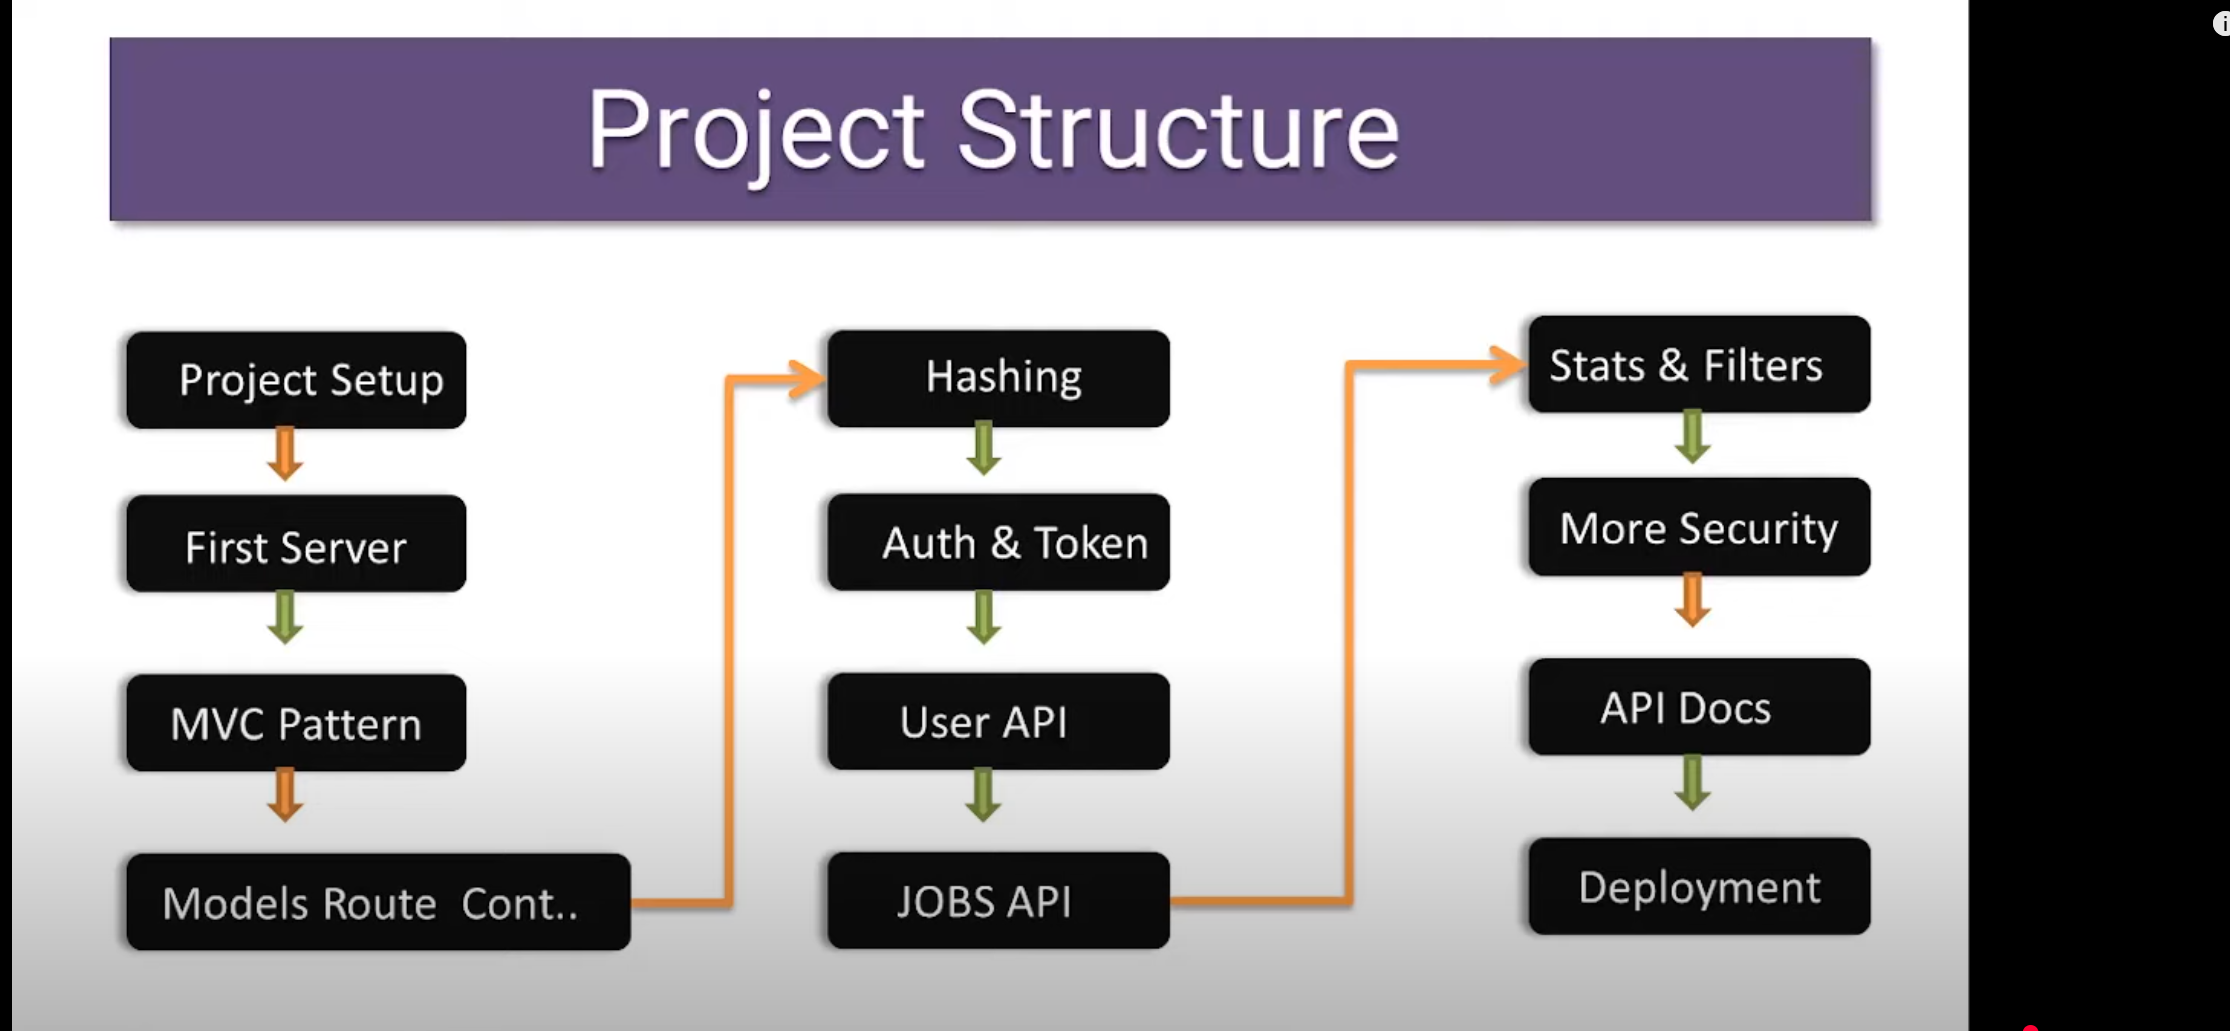 Project Structure
Project Setup
First Server
MVC Pattern
Models Route  Cont..
Hashing
Auth & Token
User API
JOBS API
Stats & Filters
More Security
API Docs
Deployment